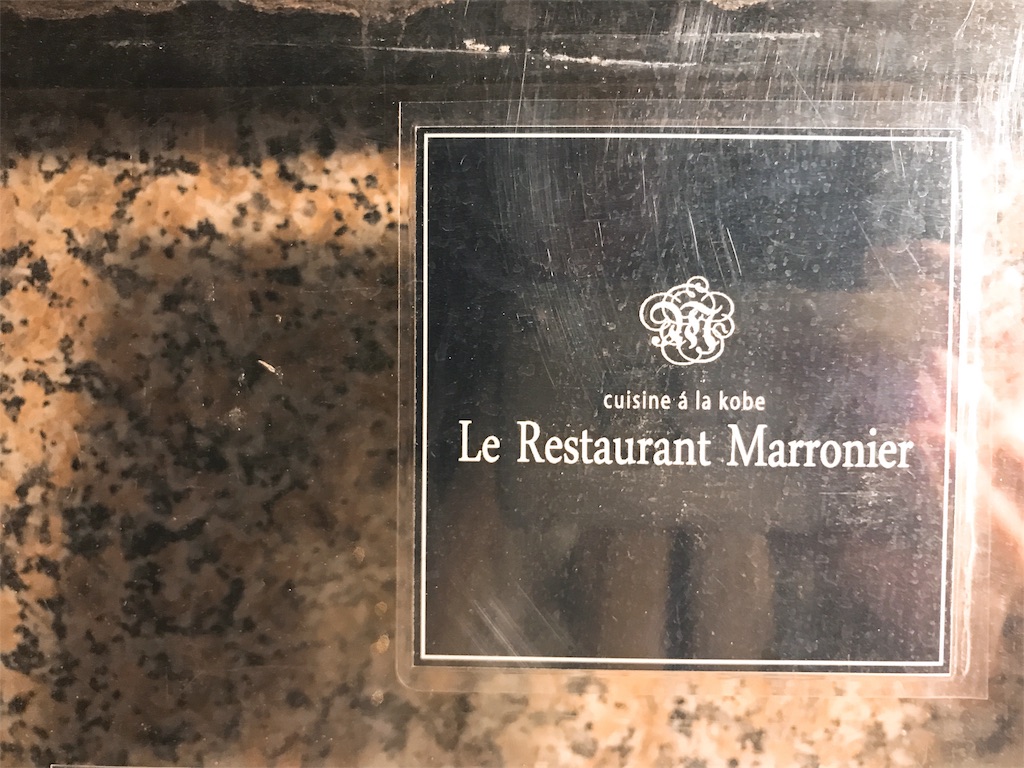 cuisine á la kobe
Le Restaurant Marronier